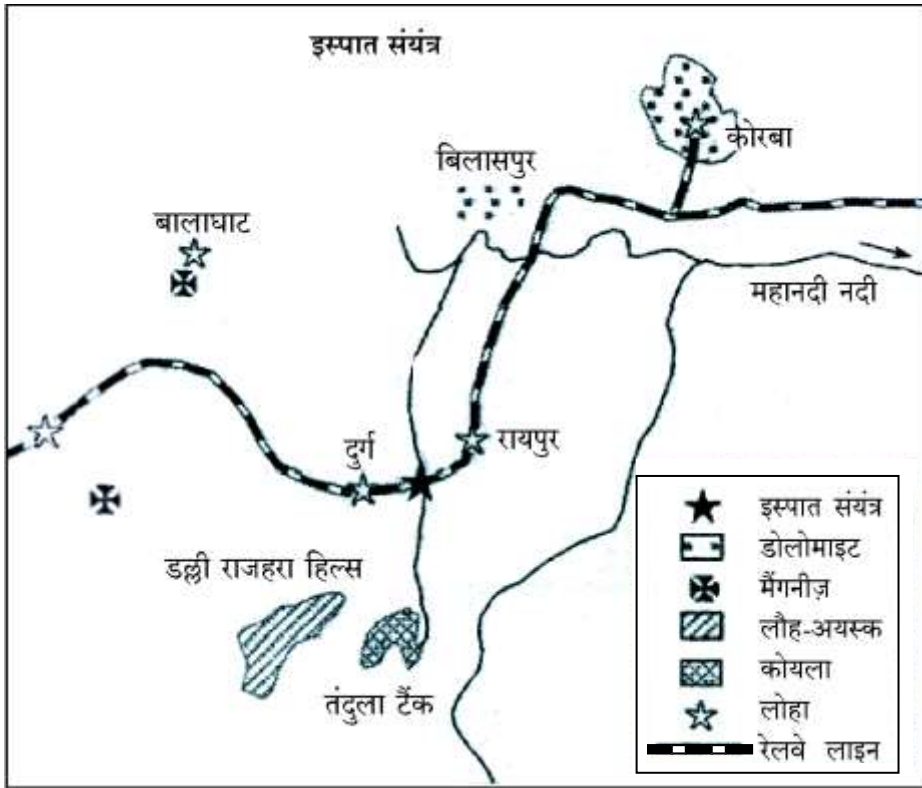 इस्पात संयंत्र
कोरबा
बिलासपुर
बालाघाट
महानदी नदी
दुर्ग
रायपुर
डल्ली राजहरा हिल्स
तंदुला टैंक
इस्पात संयंत्र
डोलोमाइट
मैंगनीज़
लौह-अयस्क
कोयला
लोहा
रेलवे लाइन